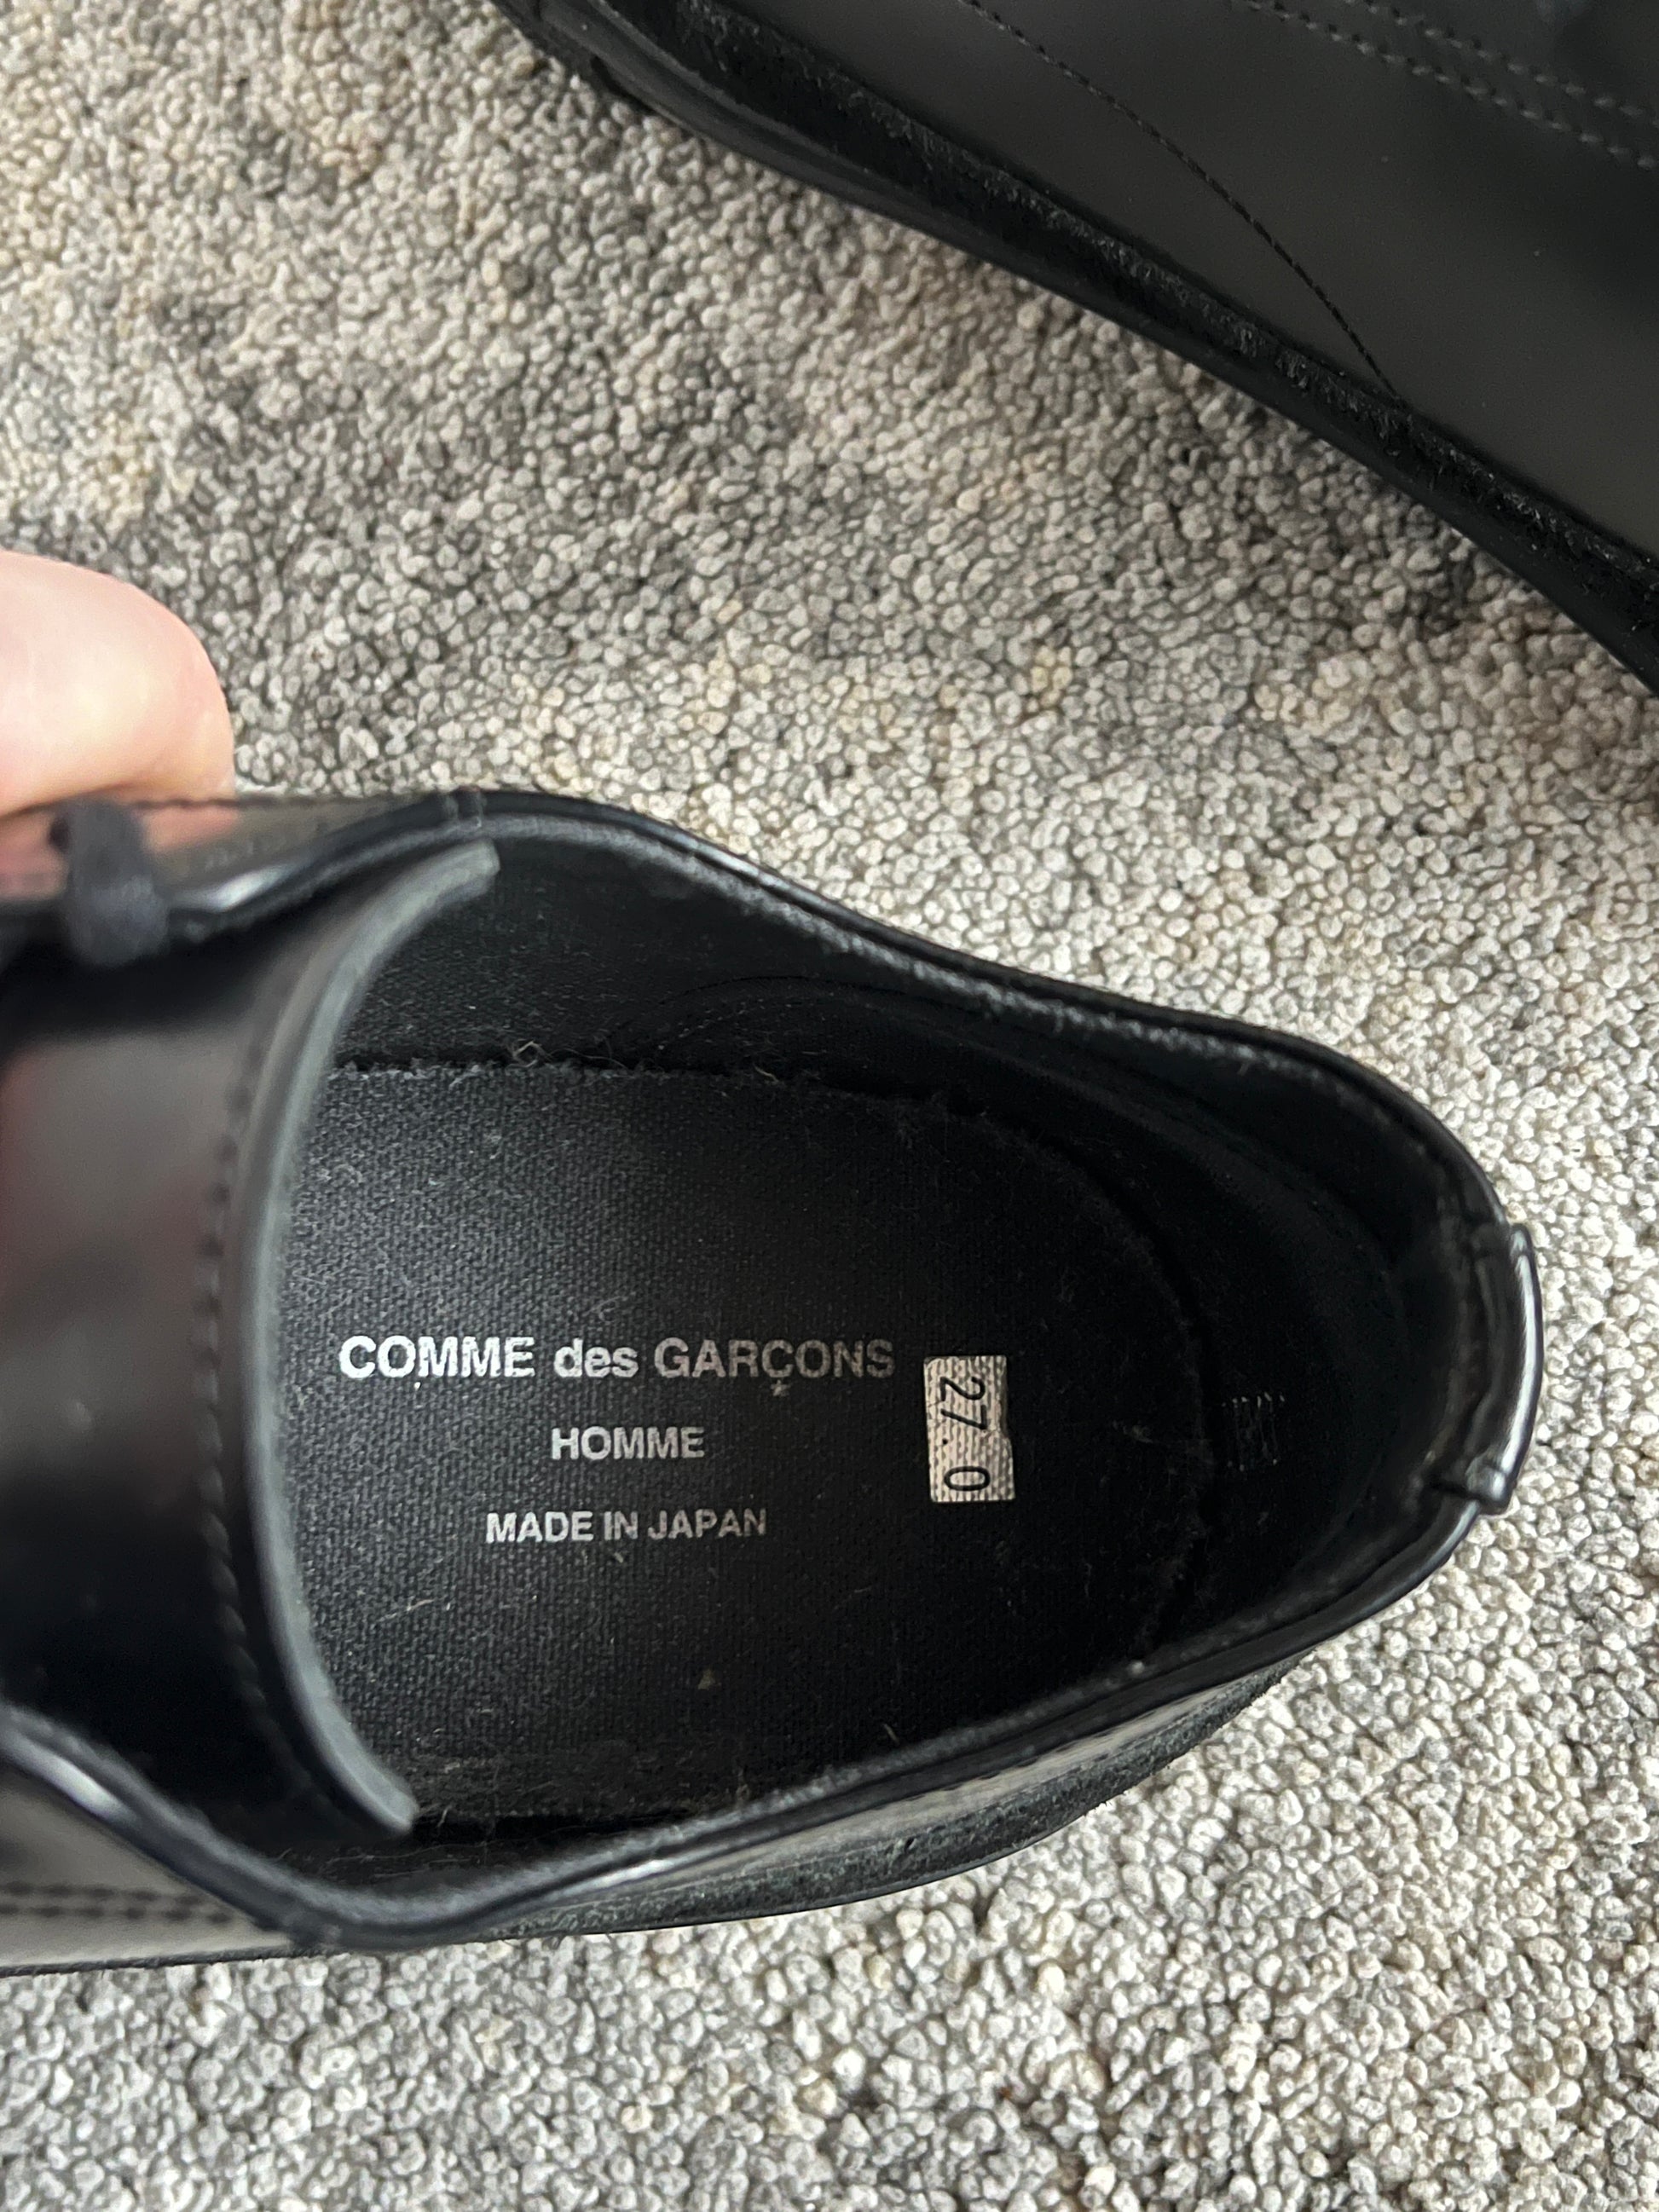 COMME des GARÇONS
HOMME
MADE IN JAPAN
27.0